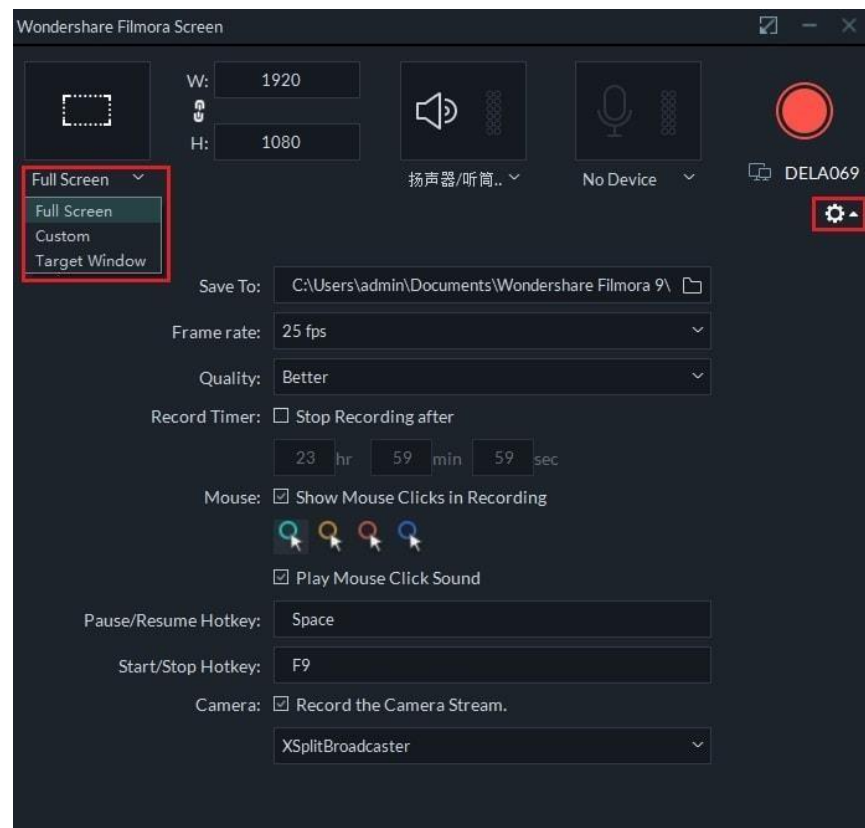 Wondershare Filmora Screen
W: 1920
H: 1080
Full Screen
扬声器/听筒..
No Device
DELA069
Full Screen
Custom
Target Window
Save To: C:\Users\admin\Documents\Wondershare Filmora 9\
Frame rate: 25 fps
Quality: Better
Record Timer: Stop Recording after
23 hr 59 min 59 sec
Mouse: Show Mouse Clicks in Recording
Play Mouse Click Sound
Pause/Resume Hotkey: Space
Start/Stop Hotkey: F9
Camera: Record the Camera Stream.
XSplitBroadcaster